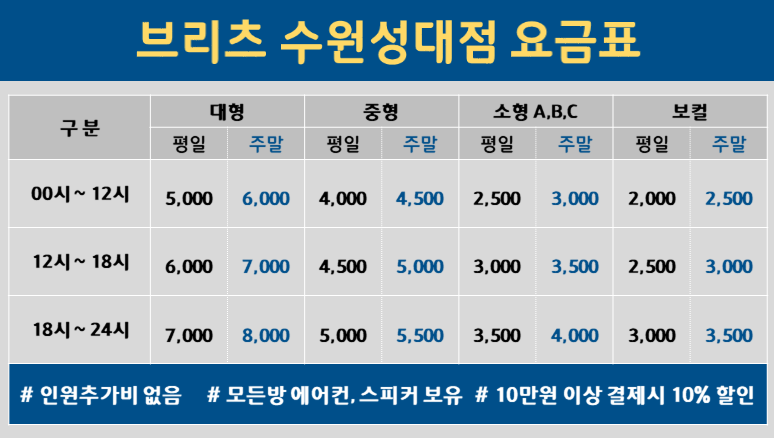 브리츠 수원성대점 요금표
구 분 대형 중형 소형 A,B,C 보컬
평일 주말 평일 주말 평일 주말 평일 주말
00시 ~ 12시 5,000 6,000 4,000 4,500 2,500 3,000 2,000 2,500
12시 ~ 18시 6,000 7,000 4,500 5,000 3,000 3,500 2,500 3,000
18시 ~ 24시 7,000 8,000 5,000 5,500 3,500 4,000 3,000 3,500
# 인원추가비 없음 # 모든방 에어컨, 스피커 보유 # 10만원 이상 결제시 10% 할인